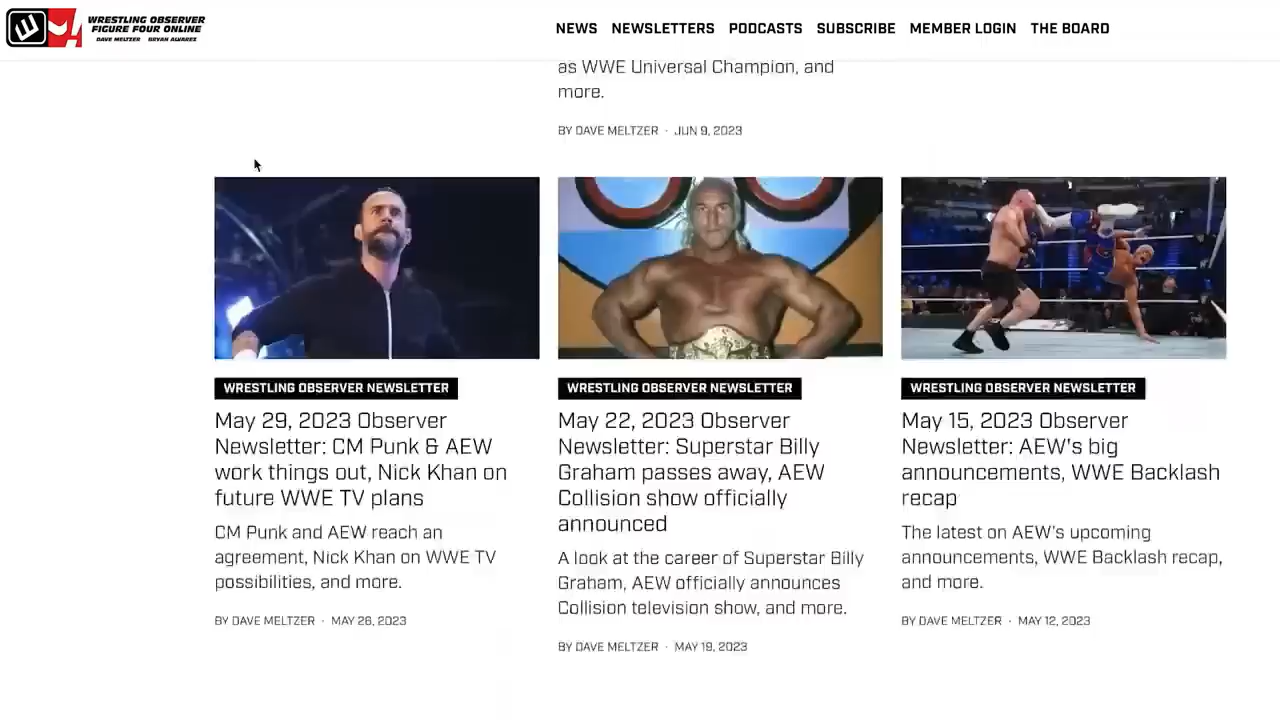 WRESTLING OBSERVER
FIGURE FOUR ONLINE
DAVE MELTZER BRYAN ALVAREZ
NEWS NEWSLETTERS PODCASTS SUBSCRIBE MEMBER LOGIN THE BOARD
as WWE Universal Champion, and
more.
BY DAVE MELTZER · JUN 9, 2023
WRESTLING OBSERVER NEWSLETTER
May 29, 2023 Observer
Newsletter: CM Punk & AEW
work things out, Nick Khan on
future WWE TV plans
CM Punk and AEW reach an
agreement, Nick Khan on WWE TV
possibilities, and more.
BY DAVE MELTZER · MAY 26, 2023
WRESTLING OBSERVER NEWSLETTER
May 22, 2023 Observer
Newsletter: Superstar Billy
Graham passes away, AEW
Collision show officially
announced
A look at the career of Superstar Billy
Graham, AEW officially announces
Collision television show, and more.
BY DAVE MELTZER · MAY 19, 2023
WRESTLING OBSERVER NEWSLETTER
May 15, 2023 Observer
Newsletter: AEW's big
announcements, WWE Backlash
recap
The latest on AEW's upcoming
announcements, WWE Backlash recap,
and more.
BY DAVE MELTZER · MAY 12, 2023